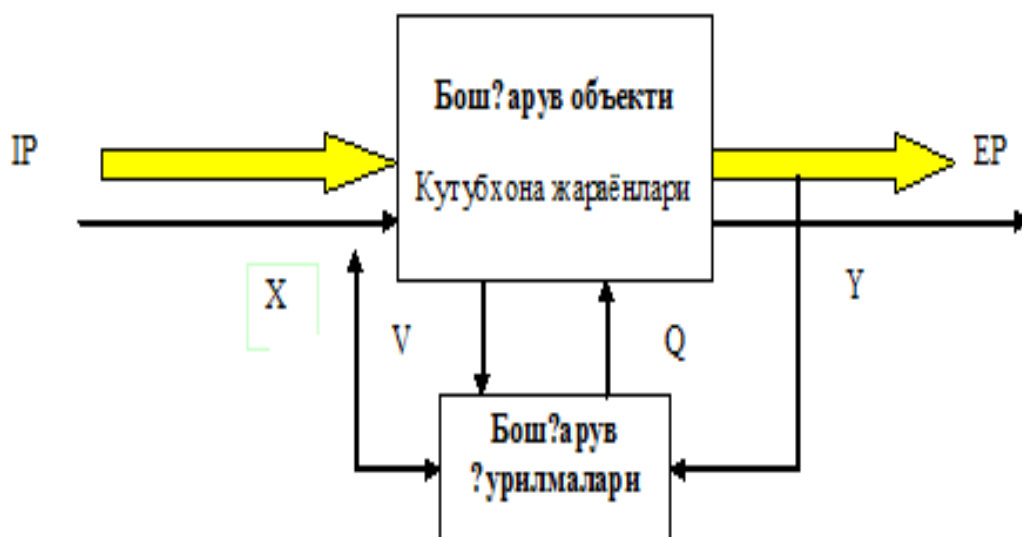 Бош?арув объекти
IP
EP
Кутубхона жараёнлари
X
V
Q
Y
Бош?арув
?урилмалари